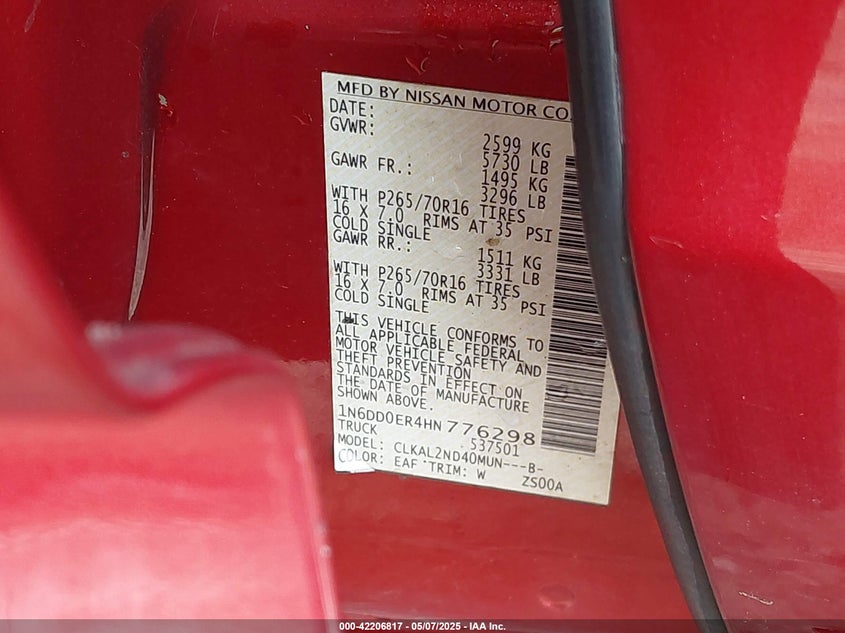 MFD BY NISSAN MOTOR CO.
DATE:
GVWR:
2599 KG
5730 LB
GAWR FR.:
1495 KG
3296 LB
WITH P265/70R16 TIRES
16 X 7.0 RIMS AT 35 PSI
COLD SINGLE
GAWR RR.:
1511 KG
3331 LB
WITH P265/70R16 TIRES
16 X 7.0 RIMS AT 35 PSI
COLD SINGLE
THIS VEHICLE CONFORMS TO
ALL APPLICABLE FEDERAL
MOTOR VEHICLE SAFETY AND
THEFT PREVENTION
STANDARDS IN EFFECT ON
THE DATE OF MANUFACTURE
SHOWN ABOVE.
1N6DD0ER4HN776298
TRUCK 537501
MODEL: CLKAL2ND40MUN---B-
COLOR: EAF TRIM: W ZS00A
000-42206817 - 05/07/2025 - IAA Inc.